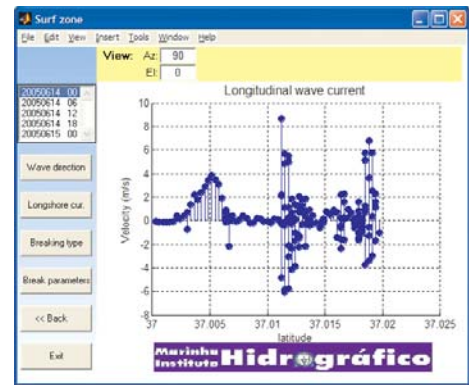 Surf zone
File Edit View Insert Tools Window Help
View: Az: 90
El: 0
20050614 00
20050614 06
20050614 12
20050614 18
20050615 00
Wave direction
Longshore cur.
Breaking type
Break parameters
<< Back
Exit
Longitudinal wave current
Velocity (m/s)
10
8
6
4
2
0
-2
-4
-6
-8
37 37.005 37.01 37.015 37.02 37.025
latitude
Marinha
Instituto Hidrográfico